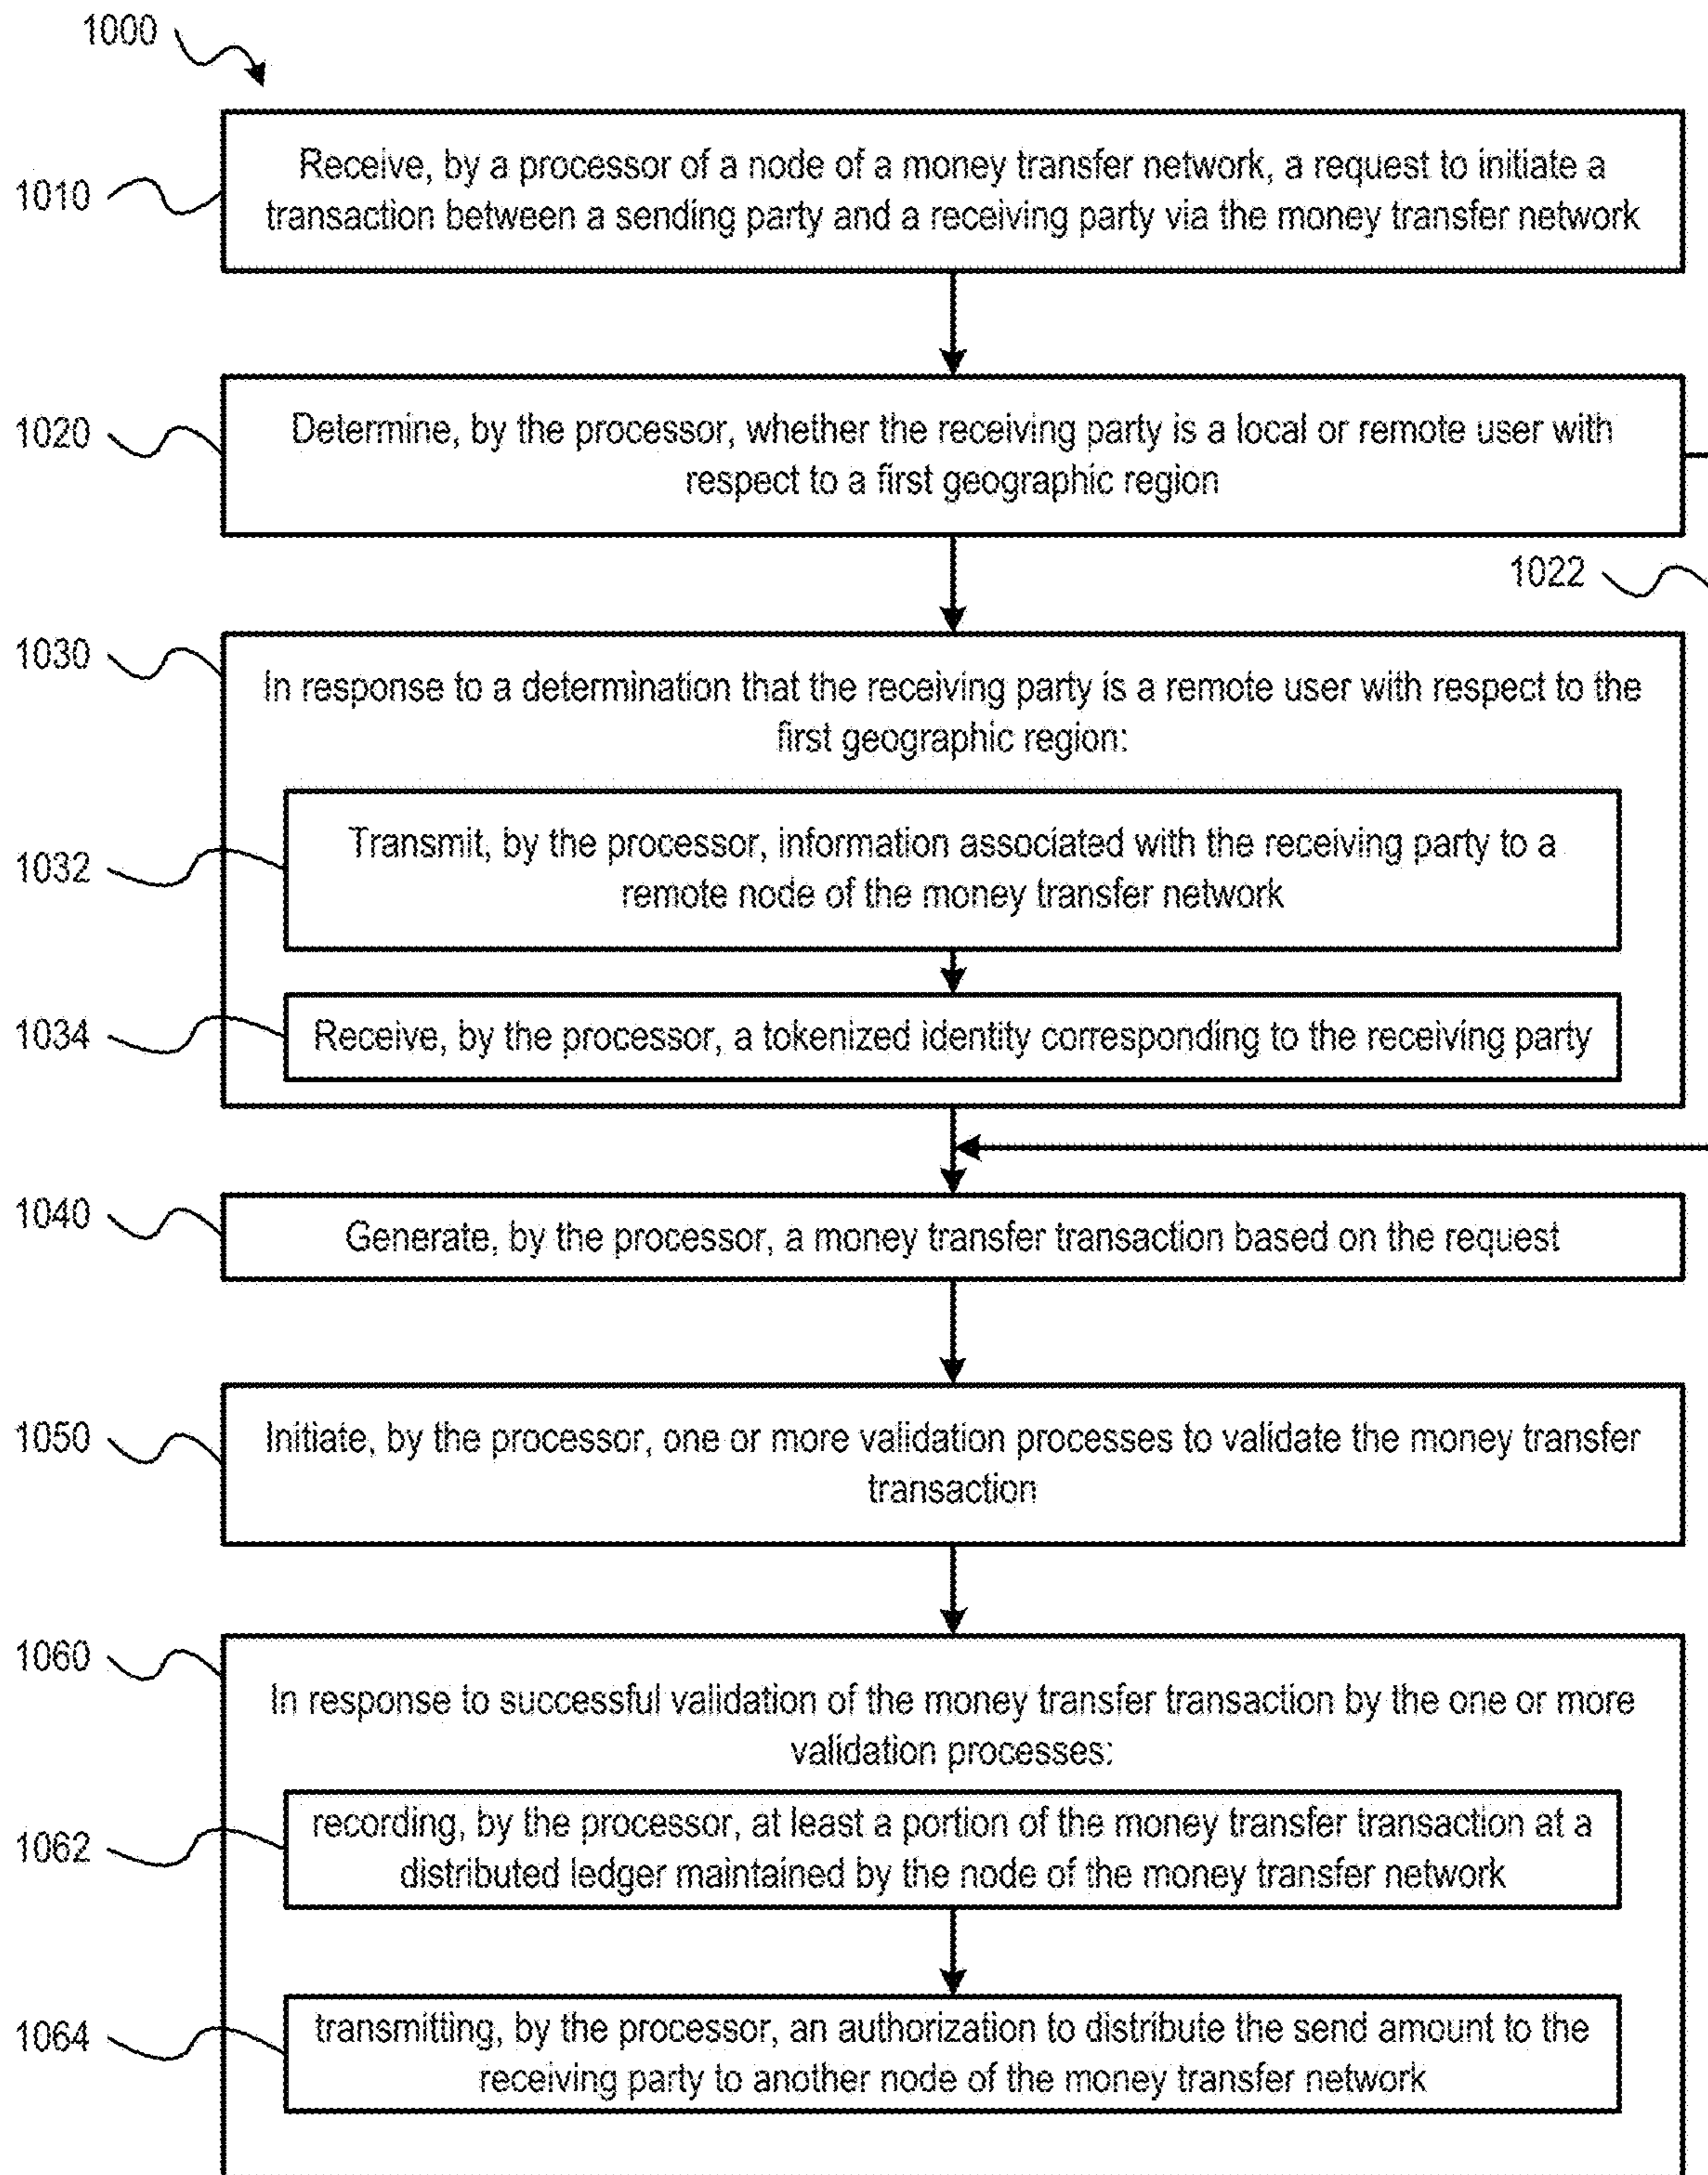 1000
1010
Receive, by a processor of a node of a money transfer network, a request to initiate a
transaction between a sending party and a receiving party via the money transfer network
1020
Determine, by the processor, whether the receiving party is a local or remote user with
respect to a first geographic region
1022
1030
In response to a determination that the receiving party is a remote user with respect to the
first geographic region:
1032
Transmit, by the processor, information associated with the receiving party to a
remote node of the money transfer network
1034
Receive, by the processor, a tokenized identity corresponding to the receiving party
1040
Generate, by the processor, a money transfer transaction based on the request
1050
Initiate, by the processor, one or more validation processes to validate the money transfer
transaction
1060
In response to successful validation of the money transfer transaction by the one or more
validation processes:
1062
recording, by the processor, at least a portion of the money transfer transaction at a
distributed ledger maintained by the node of the money transfer network
1064
transmitting, by the processor, an authorization to distribute the send amount to the
receiving party to another node of the money transfer network